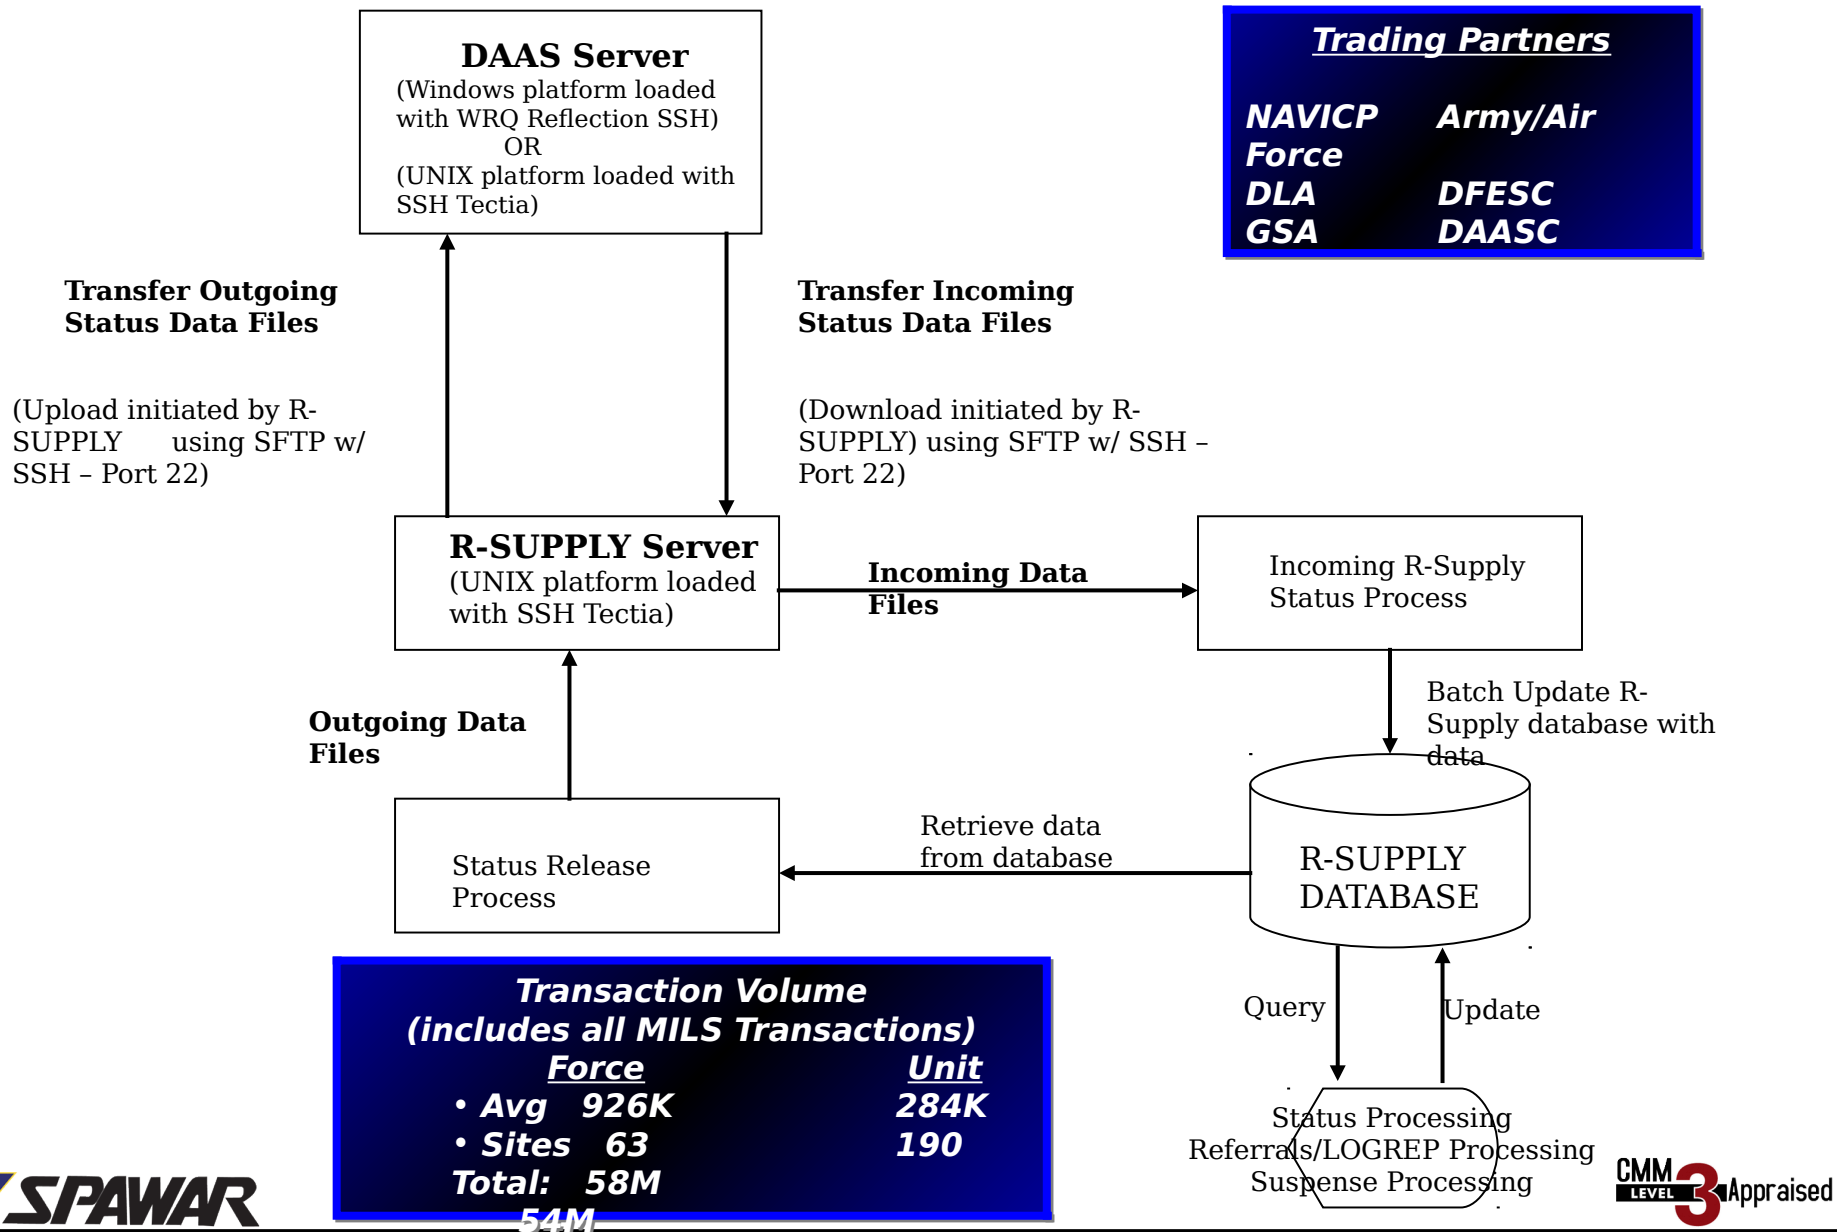 DAAS Server
(Windows platform loaded
with WRQ Reflection SSH)
OR
(UNIX platform loaded with
SSH Tectia)
Trading Partners
NAVICP Army/Air
Force
DLA DFESC
GSA DAASC
Transfer Outgoing
Status Data Files
Transfer Incoming
Status Data Files
(Upload initiated by R-
SUPPLY using SFTP w/
SSH – Port 22)
(Download initiated by R-
SUPPLY) using SFTP w/ SSH –
Port 22)
R-SUPPLY Server
(UNIX platform loaded
with SSH Tectia)
Incoming Data
Files
Incoming R-Supply
Status Process
Outgoing Data
Files
Batch Update R-
Supply database with
data
Status Release
Process
Retrieve data
from database
R-SUPPLY
DATABASE
Query
Update
Transaction Volume
(includes all MILS Transactions)
Force Unit
• Avg 926K 284K
• Sites 63 190
Total: 58M
54M
Status Processing
Referrals/LOGREP Processing
Suspense Processing
SPAWAR
CMM
LEVEL 3 Appraised